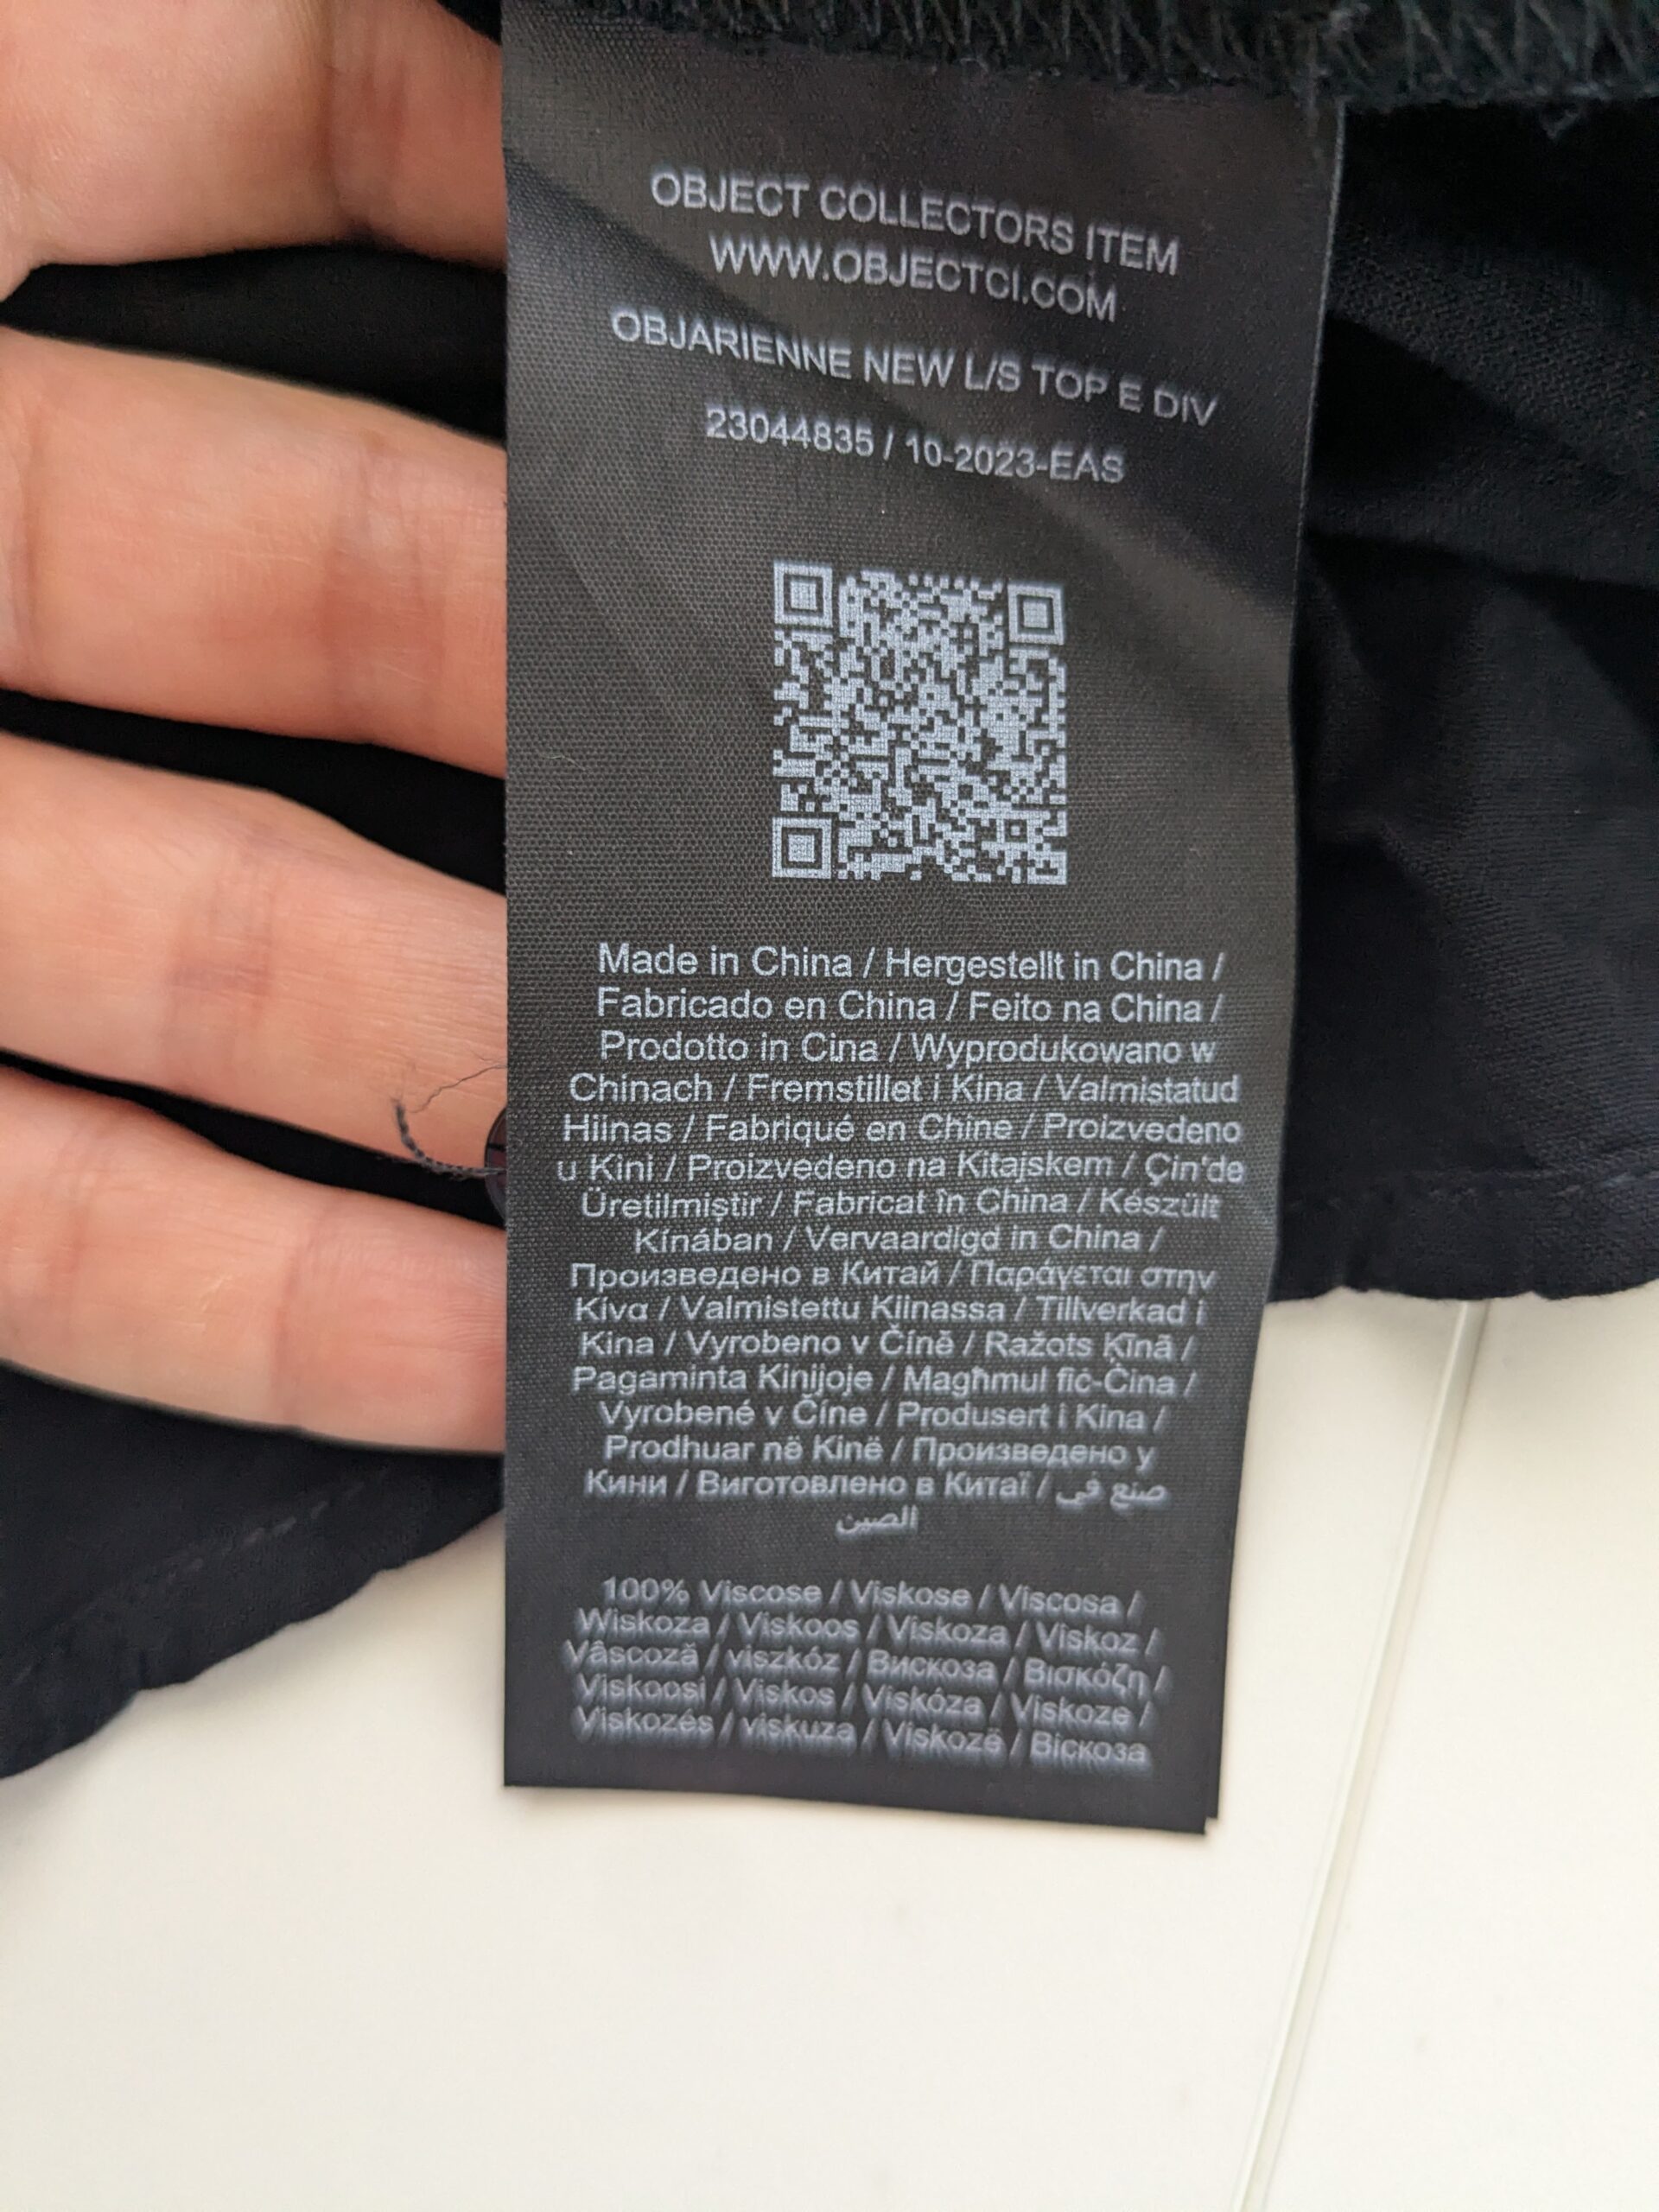 OBJECT COLLECTORS ITEM
WWW.OBJECTCI.COM
OBJARIENNE NEW L/S TOP E DIV
23044835 / 10-2023-EAS
Made in China / Hergestellt in China /
Fabricado en China / Feito na China /
Prodotto in Cina / Wyprodukowano w
Chinach / Fremstillet i Kina / Valmistatud
Hiinas / Fabriqué en Chine / Proizvedeno
u Kini / Proizvedeno na Kitajskem / Çin'de
Üretilmiştir / Fabricat în China / Készült
Kínában / Vervaardigd in China /
Произведено в Китай / Παράγεται στην
Κίνα / Valmistettu Kiinassa / Tillverkad i
Kina / Vyrobeno v Číně / Ražots Ķīnā /
Pagaminta Kinijoje / Magħmul fiċ-Ċina /
Vyrobené v Číne / Produsert i Kina /
Prodhuar në Kinë / Произведено у
Кини / Виготовлено в Китаї / صنع في
الصين
100% Viscose / Viskose / Viscosa /
Wiskoza / Viskoos / Viskoza / Viskoz /
Vâscoză / viszkóz / Вискоза / Βισκόζη /
Viskoosi / Viskos / Viskóza / Viskoze /
Viskozės / viskuża / Viskozë / Віскоза